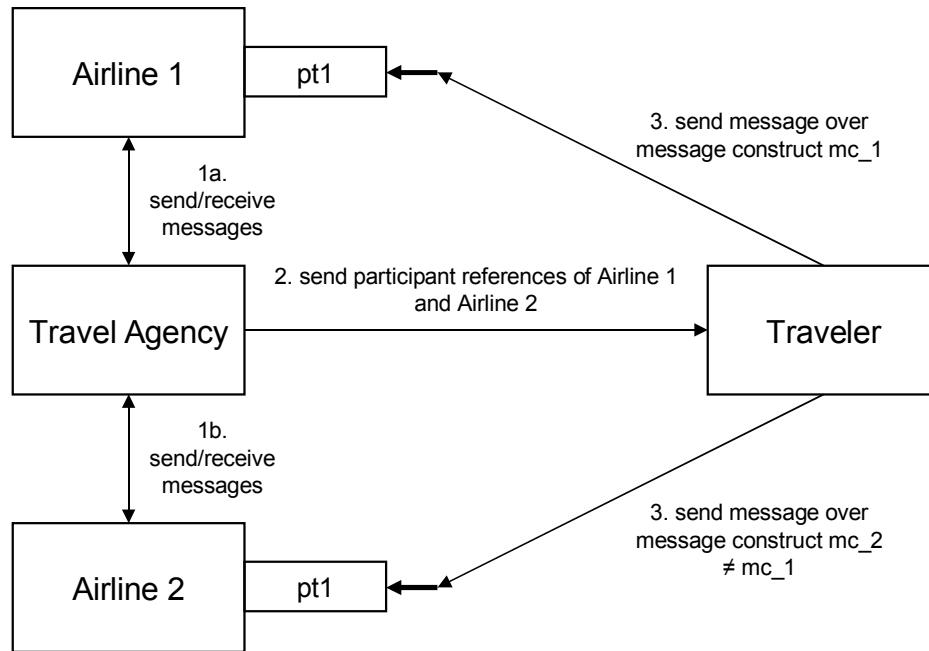 Airline 1
pt1
3. send message over
message construct mc_1
1a.
send/receive
messages
2. send participant references of Airline 1
and Airline 2
Travel Agency
Traveler
1b.
send/receive
messages
3. send message over
message construct mc_2
≠ mc_1
Airline 2
pt1